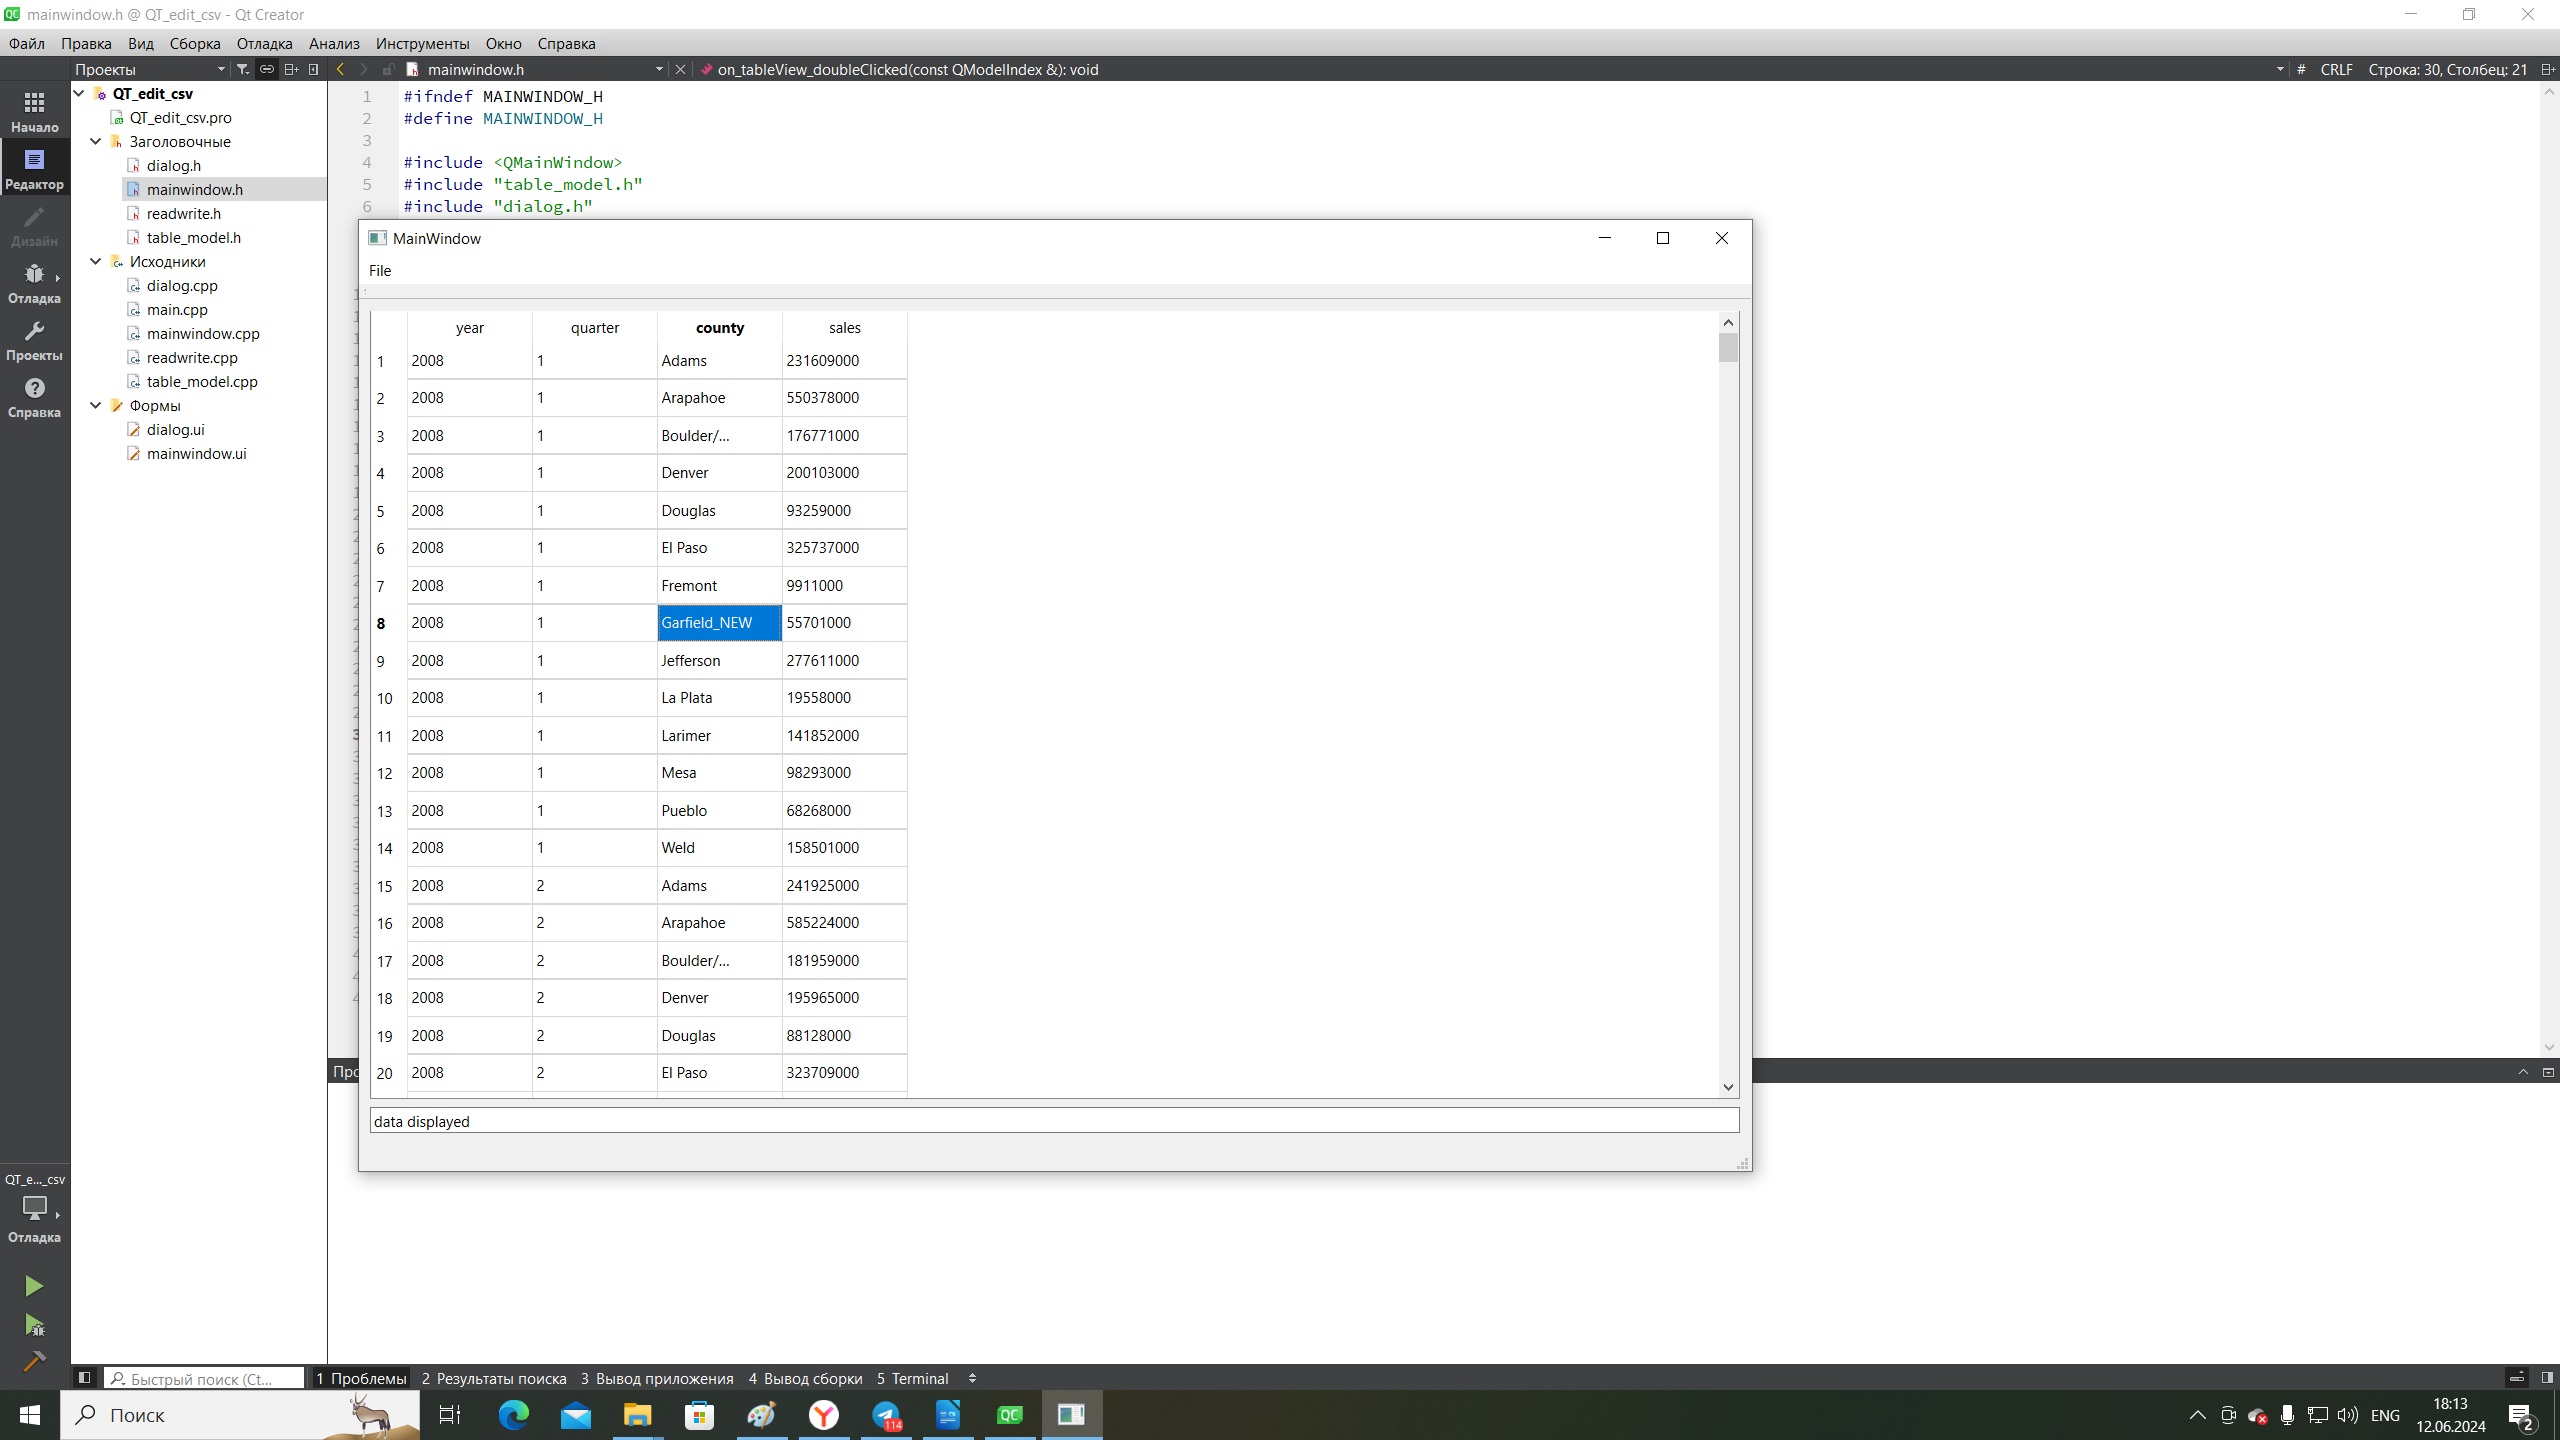 mainwindow.h @ QT_edit_csv - Qt Creator
Файл Правка Вид Сборка Отладка Анализ Инструменты Окно Справка
Проекты mainwindow.h on_tableView_doubleClicked(const QModelIndex &): void # CRLF Строка: 30, Столбец: 21
Начало
Редактор
Дизайн
Отладка
Проекты
Справка
QT_edit_csv
QT_edit_csv.pro
Заголовочные
dialog.h
mainwindow.h
readwrite.h
table_model.h
Исходники
dialog.cpp
main.cpp
mainwindow.cpp
readwrite.cpp
table_model.cpp
Формы
dialog.ui
mainwindow.ui
1 #ifndef MAINWINDOW_H
2 #define MAINWINDOW_H
3
4 #include <QMainWindow>
5 #include "table_model.h"
6 #include "dialog.h"
MainWindow
File
year quarter county sales
1 2008 1 Adams 231609000
2 2008 1 Arapahoe 550378000
3 2008 1 Boulder/... 176771000
4 2008 1 Denver 200103000
5 2008 1 Douglas 93259000
6 2008 1 El Paso 325737000
7 2008 1 Fremont 9911000
8 2008 1 Garfield_NEW 55701000
9 2008 1 Jefferson 277611000
10 2008 1 La Plata 19558000
11 2008 1 Larimer 141852000
12 2008 1 Mesa 98293000
13 2008 1 Pueblo 68268000
14 2008 1 Weld 158501000
15 2008 2 Adams 241925000
16 2008 2 Arapahoe 585224000
17 2008 2 Boulder/... 181959000
18 2008 2 Denver 195965000
19 2008 2 Douglas 88128000
20 2008 2 El Paso 323709000
data displayed
QT_e..._csv
Отладка
Быстрый поиск (Ct... 1 Проблемы 2 Результаты поиска 3 Вывод приложения 4 Вывод сборки 5 Terminal
Поиск
114
QC
ENG
18:13
12.06.2024
2